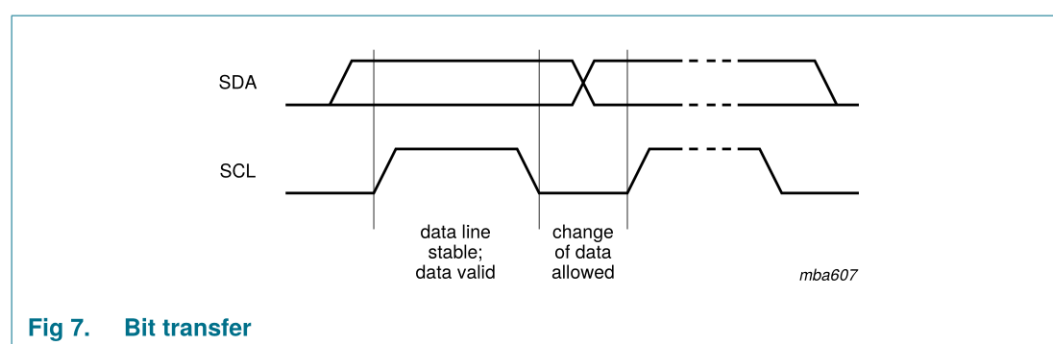 SDA
SCL
data line
stable;
data valid
change
of data
allowed
mba607
Fig 7. Bit transfer